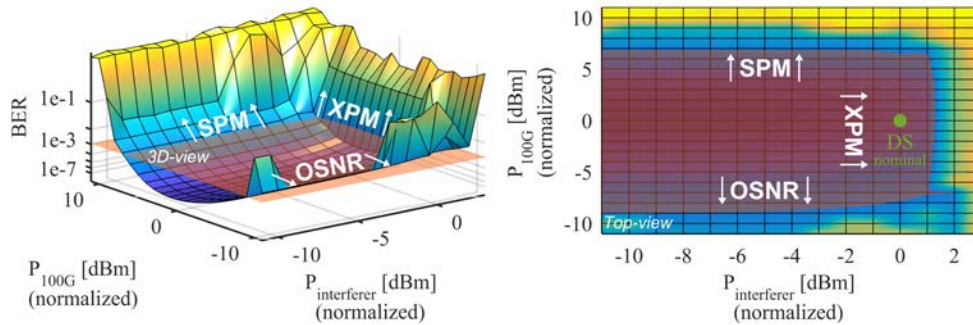 BER
1e-1
1e-3
1e-7
10
0
-10
P100G [dBm]
(normalized)
-10
-5
0
Pinterferer [dBm]
(normalized)
SPM
XPM
3D-view
OSNR
P100G [dBm]
(normalized)
10
5
0
-5
-10
SPM
XPM
DS
nominal
OSNR
Top-view
-10
-8
-6
-4
-2
0
2
Pinterferer [dBm]
(normalized)